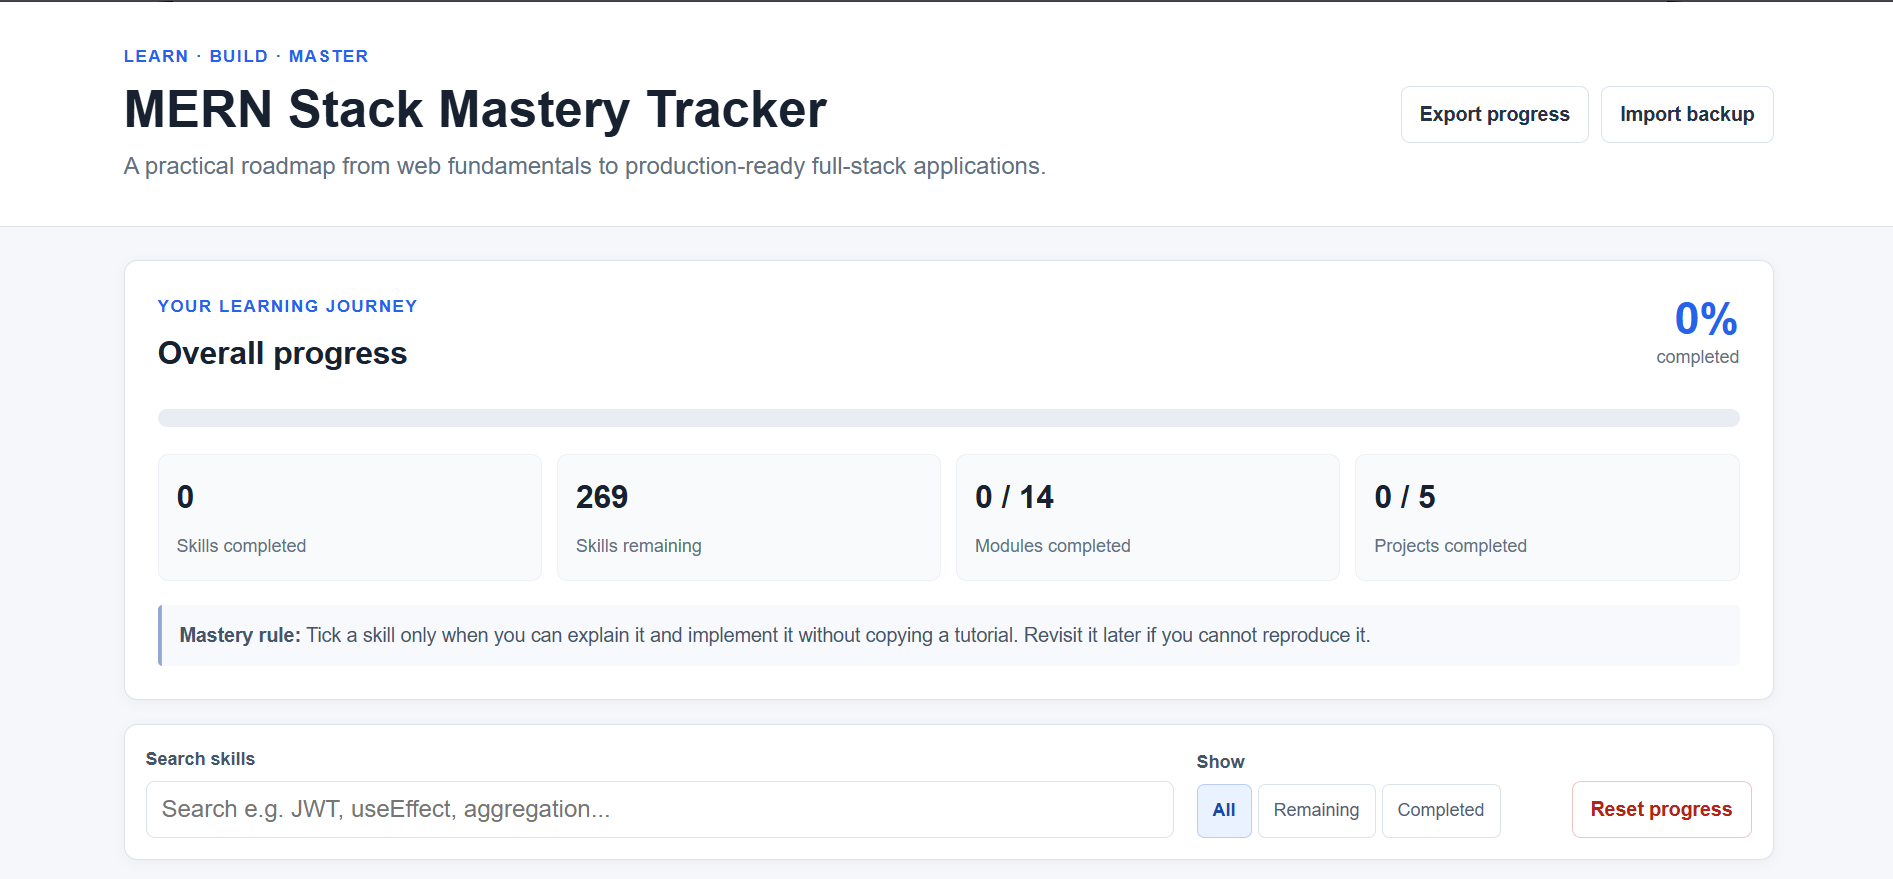 LEARN · BUILD · MASTER
MERN Stack Mastery Tracker
A practical roadmap from web fundamentals to production-ready full-stack applications.
Export progress
Import backup
YOUR LEARNING JOURNEY
Overall progress
0%
completed
0
Skills completed
269
Skills remaining
0 / 14
Modules completed
0 / 5
Projects completed
Mastery rule: Tick a skill only when you can explain it and implement it without copying a tutorial. Revisit it later if you cannot reproduce it.
Search skills
Search e.g. JWT, useEffect, aggregation...
Show
All
Remaining
Completed
Reset progress